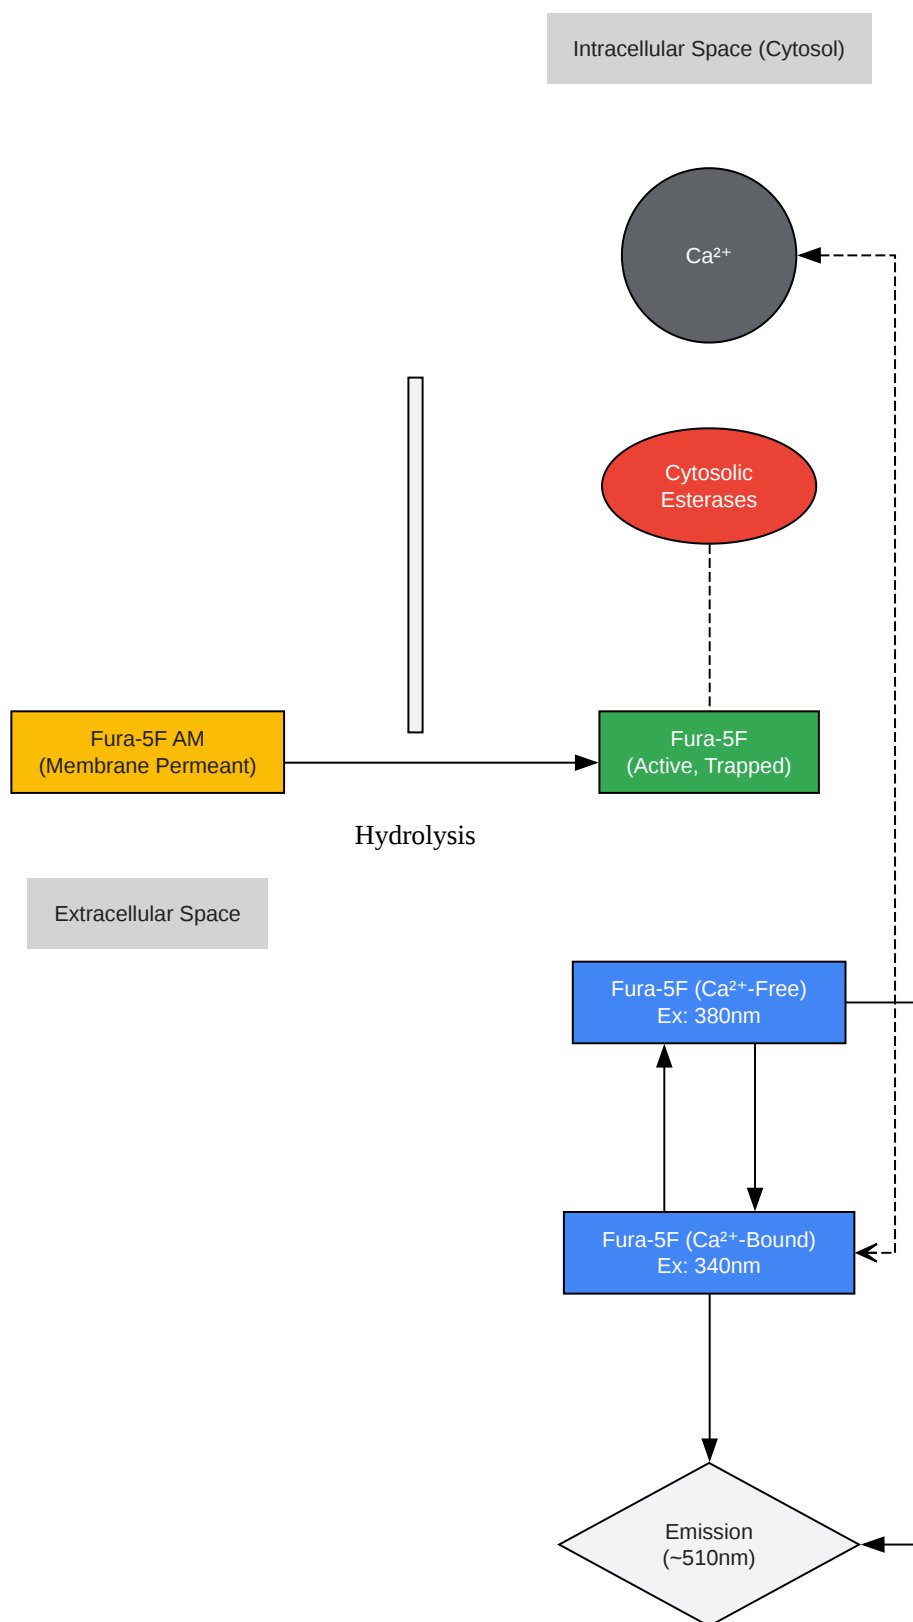 Intracellular Space (Cytosol)
Ca²⁺
Cytosolic
Esterases
Fura-5F AM
(Membrane Permeant)
Fura-5F
(Active, Trapped)
Hydrolysis
Extracellular Space
Fura-5F (Ca²⁺-Free)
Ex: 380nm
Fura-5F (Ca²⁺-Bound)
Ex: 340nm
Emission
(~510nm)